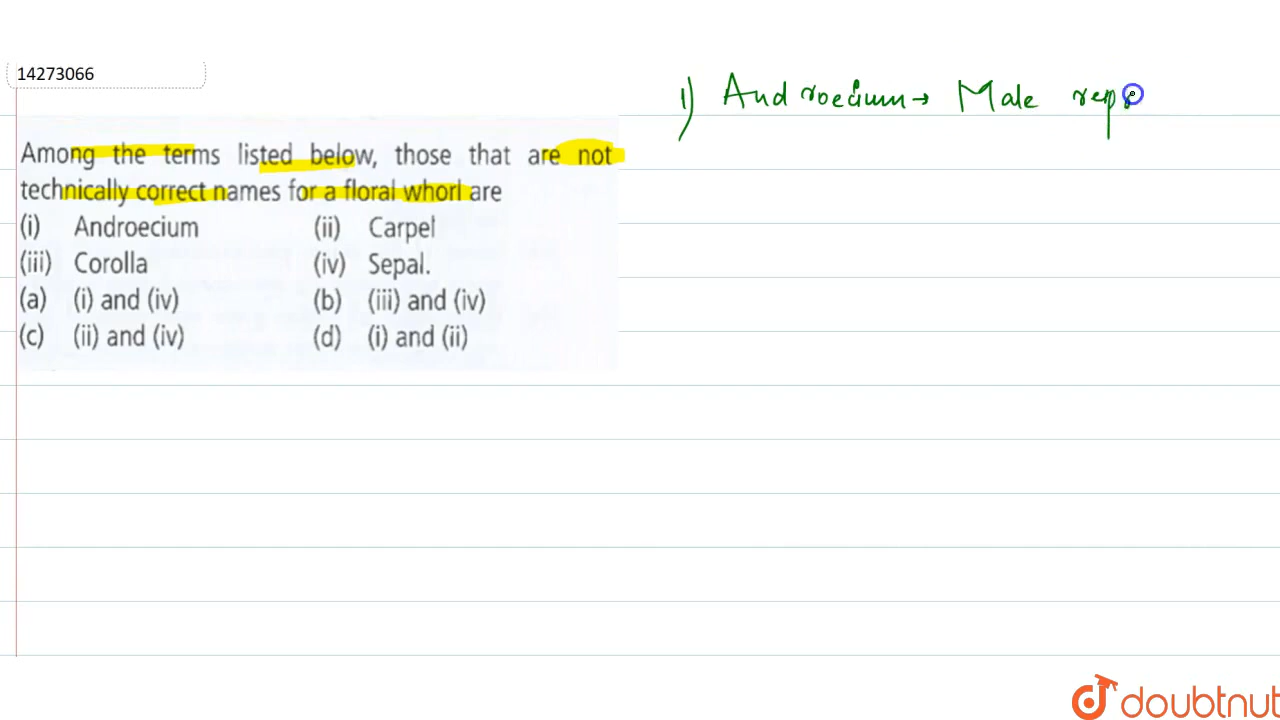 14273066
1) Androecium → Male repr
Among the terms listed below, those that are not
technically correct names for a floral whorl are
(i) Androecium (ii) Carpel
(iii) Corolla (iv) Sepal.
(a) (i) and (iv) (b) (iii) and (iv)
(c) (ii) and (iv) (d) (i) and (ii)
doubtnut